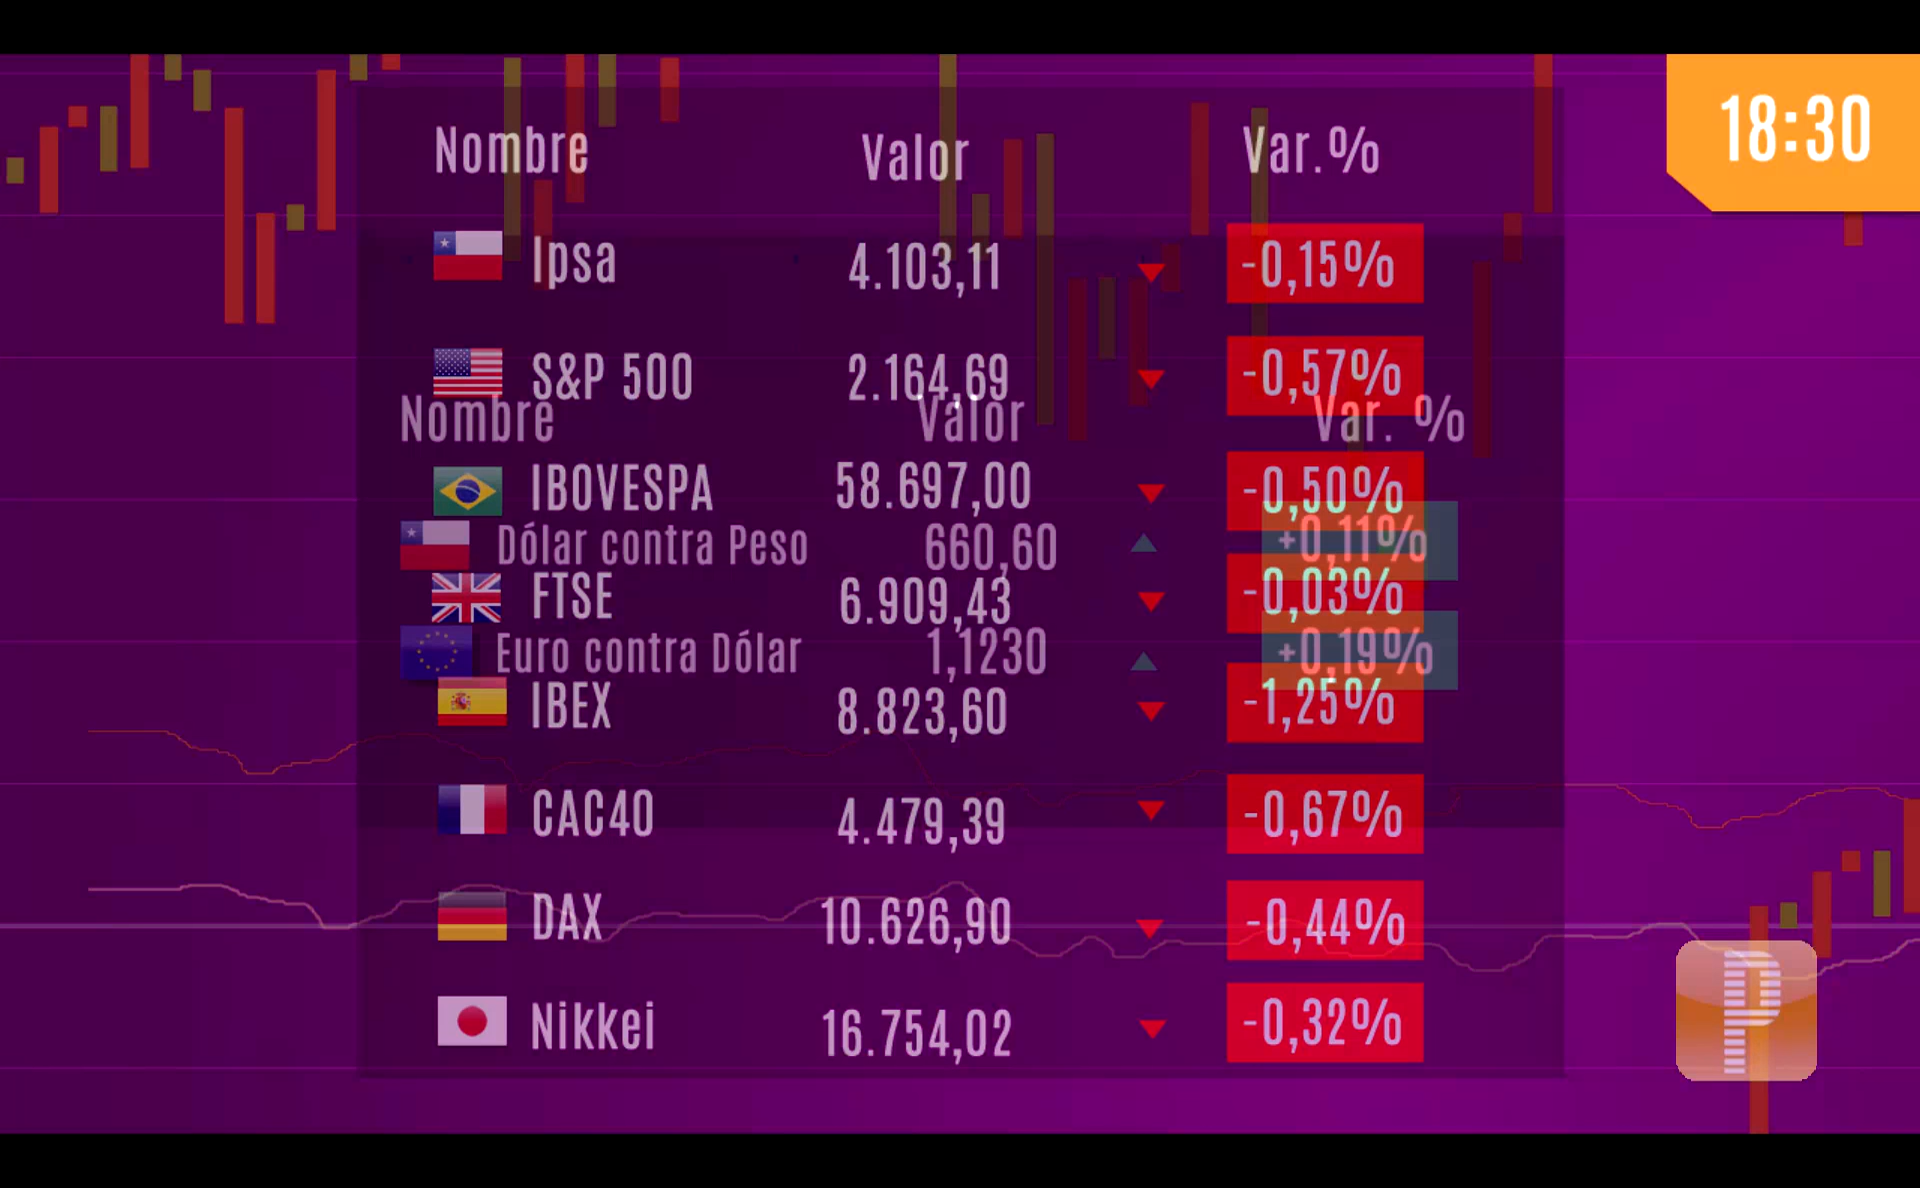 18:30
Nombre Valor Var.%
Ipsa 4.103,11 -0,15%
S&P 500 2.164,69 -0,57%
Nombre Valor Var. %
IBOVESPA 58.697,00 -0,50%
Dólar contra Peso 660,60 +0,11%
FTSE 6.909,43 -0,03%
Euro contra Dólar 1,1230 +0,19%
IBEX 8.823,60 -1,25%
CAC40 4.479,39 -0,67%
DAX 10.626,90 -0,44%
Nikkei 16.754,02 -0,32%
P